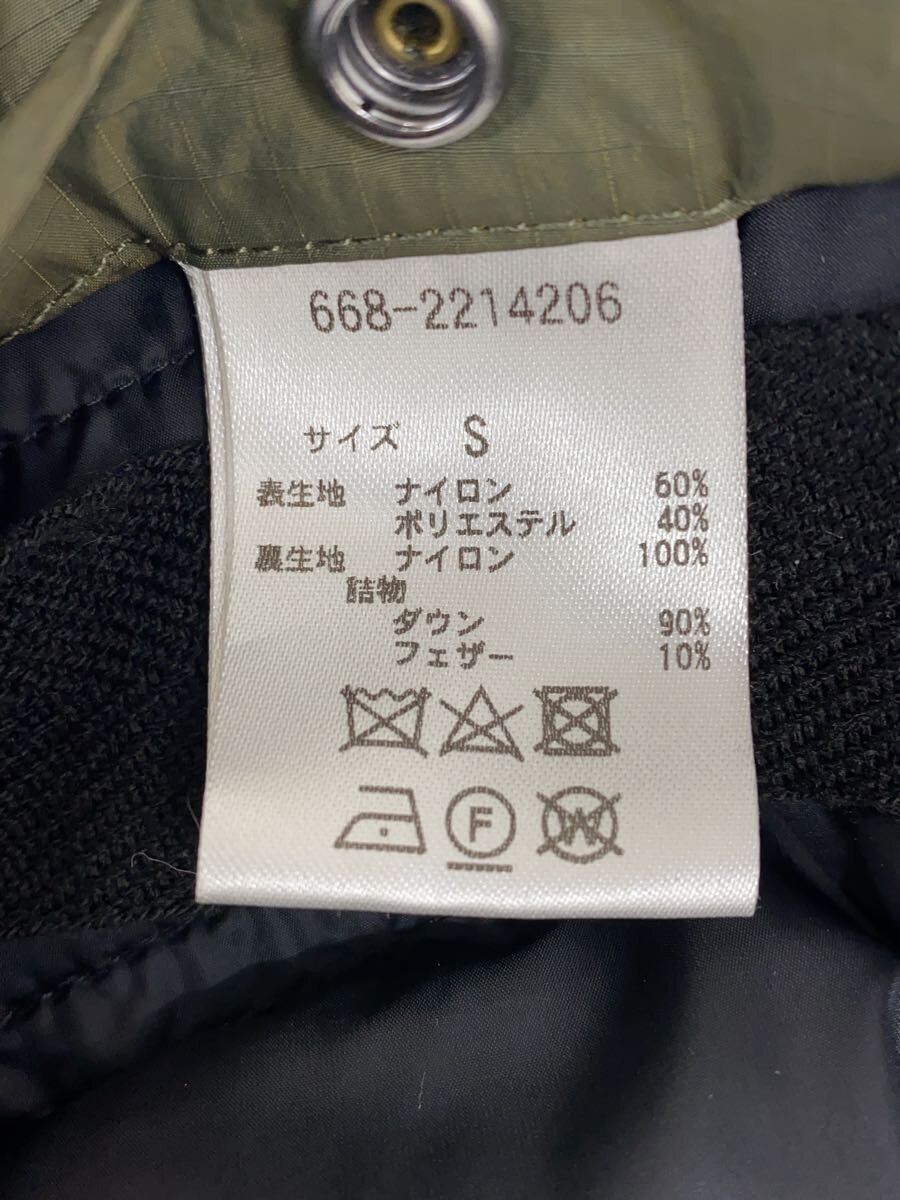 668-2214206
サイズ S
表生地 ナイロン 60%
ポリエステル 40%
裏生地 ナイロン 100%
詰物
ダウン 90%
フェザー 10%
F W